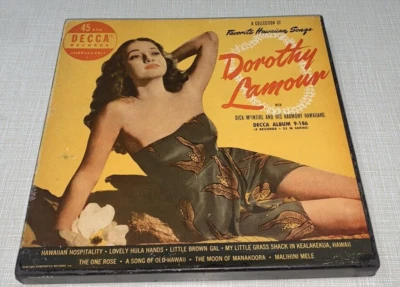 45 RPM
DECCA
RECORDS
A COLLECTION OF
Favorite Hawaiian Songs
Dorothy
Lamour
WITH
DICK McINTIRE AND HIS HARMONY HAWAIIANS
DECCA ALBUM 9-186
HAWAIIAN HOSPITALITY • LOVELY HULA HANDS • LITTLE BROWN GAL • MY LITTLE GRASS SHACK IN KEALAKEKUA, HAWAII
THE ONE ROSE • A SONG OF OLD HAWAII • THE MOON OF MANAKOORA • MALIHINI MELE